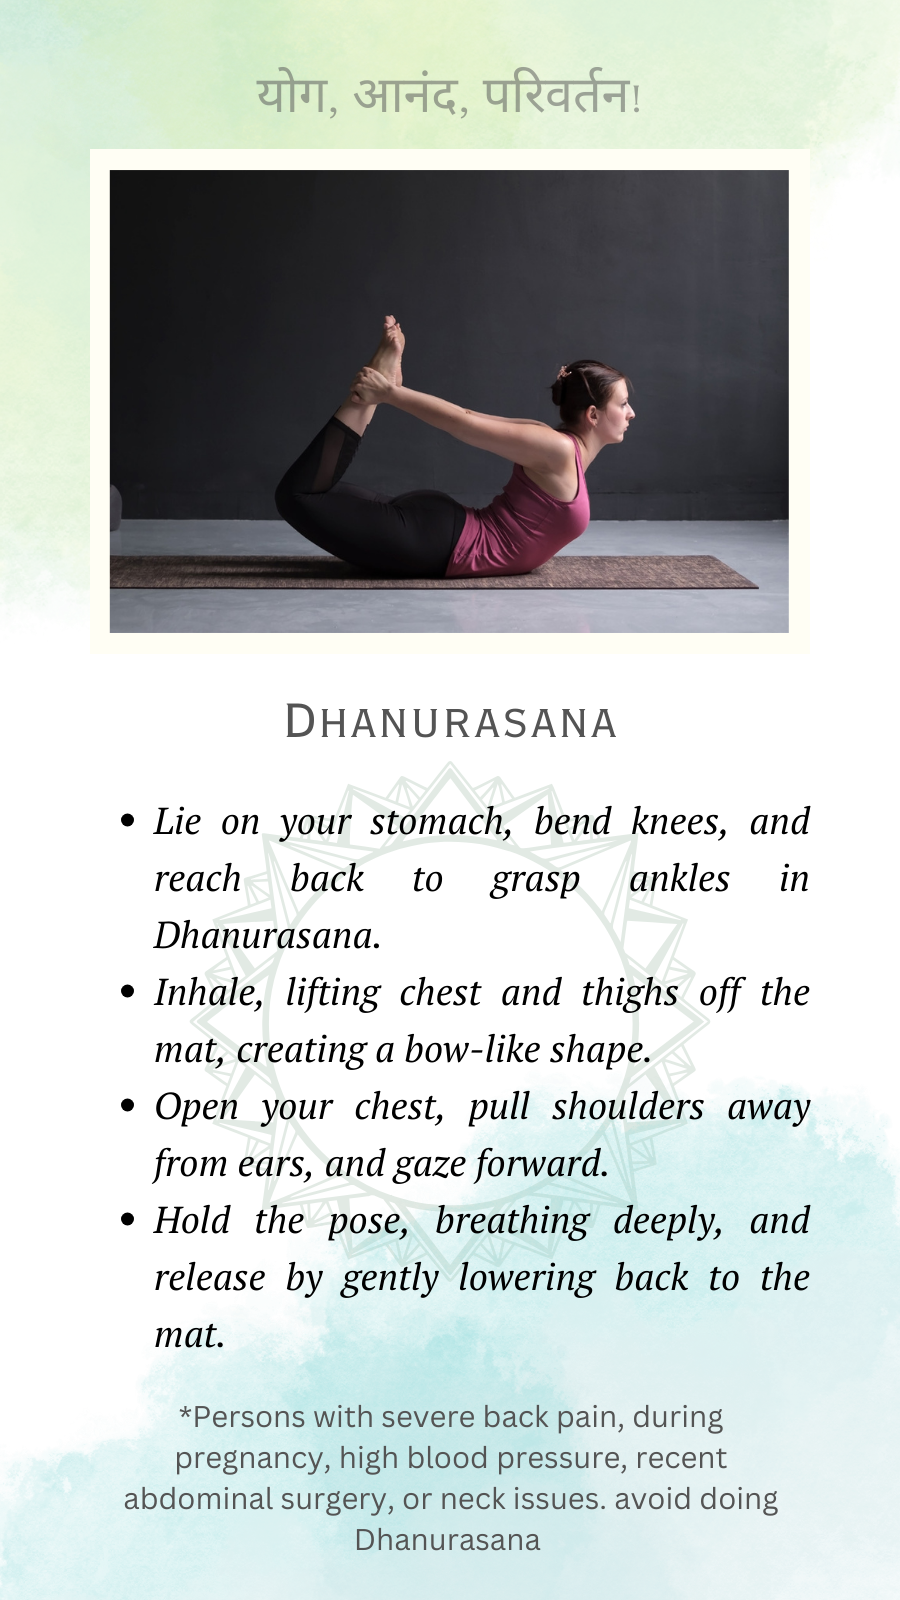 योग, आनंद, परिवर्तन!
DHANURASANA
• Lie on your stomach, bend knees, and
reach back to grasp ankles in
Dhanurasana.
• Inhale, lifting chest and thighs off the
mat, creating a bow-like shape.
• Open your chest, pull shoulders away
from ears, and gaze forward.
• Hold the pose, breathing deeply, and
release by gently lowering back to the
mat.
*Persons with severe back pain, during
pregnancy, high blood pressure, recent
abdominal surgery, or neck issues. avoid doing
Dhanurasana